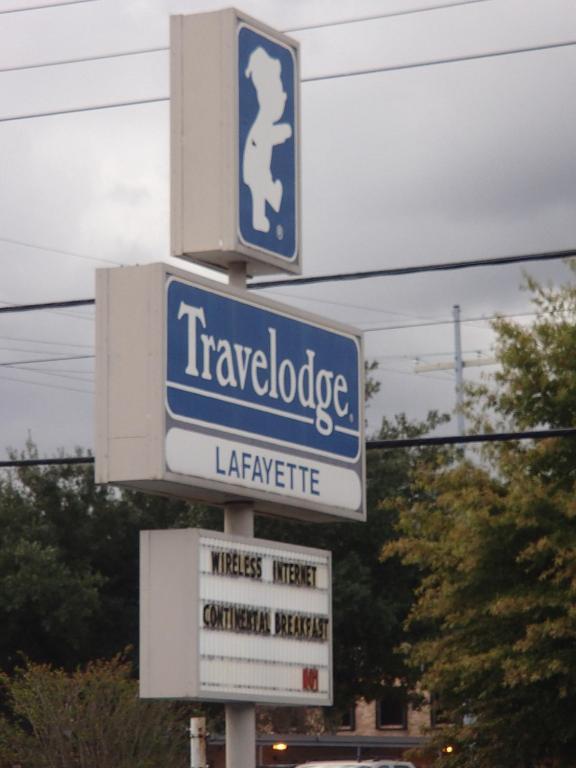 ®
Travelodge®
LAFAYETTE
WIRELESS INTERNET
CONTINENTAL BREAKFAST